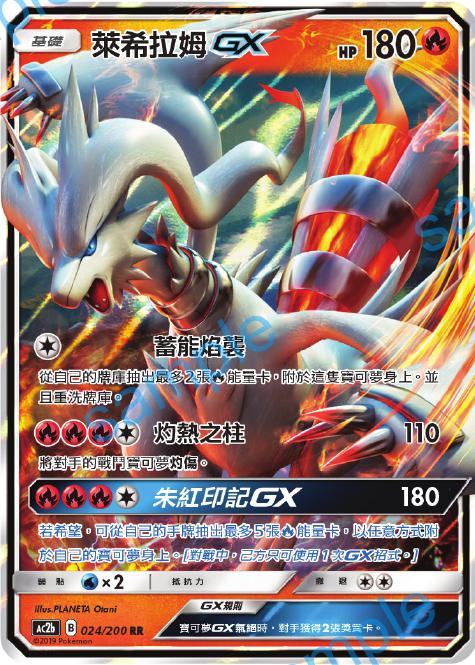 基礎 萊希拉姆GX HP 180
蓄能焰襲
從自己的牌庫抽出最多2張能量卡，附於這隻寶可夢身上。並
且重洗牌庫。
灼熱之柱 110
將對手的戰鬥寶可夢灼傷。
朱紅印記GX 180
若希望，可從自己的手牌抽出最多5張能量卡，以任意方式附
於自己的寶可夢身上。[對戰中，己方只可使用1次GX招式。]
弱點 ×2 抵抗力 撤退
illus.PLANETA Otani
GX規則
AC2b B 024/200 RR
寶可夢GX氣絕時，對手獲得2張獎賞卡。
©2019 Pokémon
sample
sample
sample